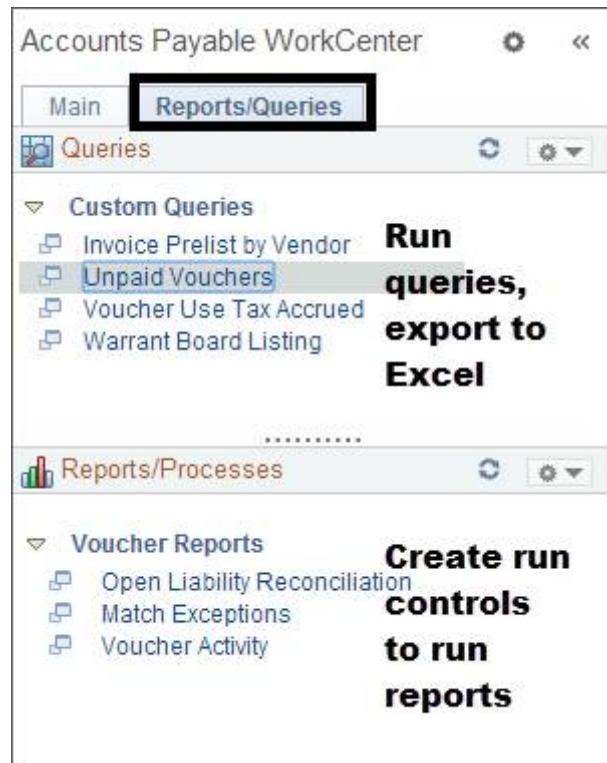 Accounts Payable WorkCenter
Main Reports/Queries
Queries
Custom Queries
Invoice Prelist by Vendor
Unpaid Vouchers
Voucher Use Tax Accrued
Warrant Board Listing
Run
queries,
export to
Excel
Reports/Processes
Voucher Reports
Open Liability Reconciliation
Match Exceptions
Voucher Activity
Create run
controls
to run
reports